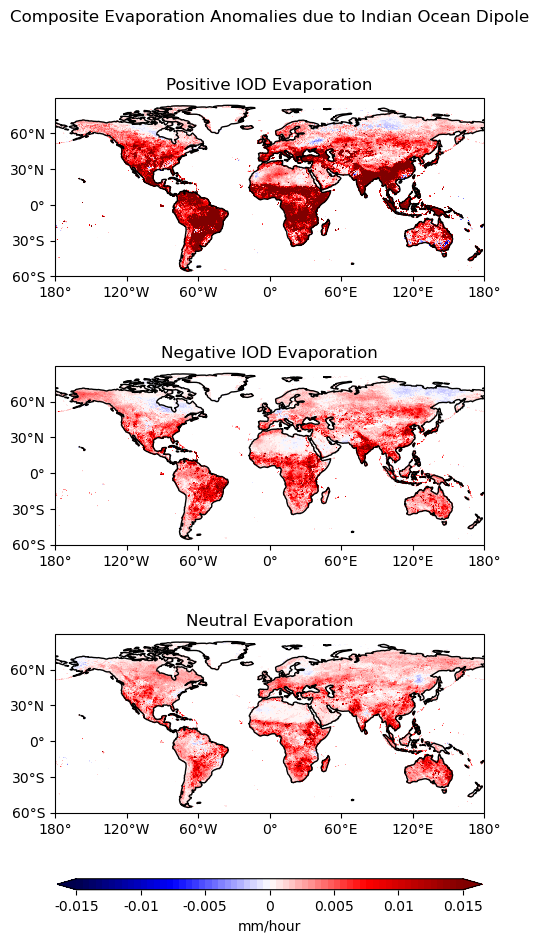 Composite Evaporation Anomalies due to Indian Ocean Dipole
Positive IOD Evaporation
60°N
30°N
0°
30°S
60°S
180° 120°W 60°W 0° 60°E 120°E 180°
Negative IOD Evaporation
60°N
30°N
0°
30°S
60°S
180° 120°W 60°W 0° 60°E 120°E 180°
Neutral Evaporation
60°N
30°N
0°
30°S
60°S
180° 120°W 60°W 0° 60°E 120°E 180°
-0.015 -0.01 -0.005 0 0.005 0.01 0.015
mm/hour